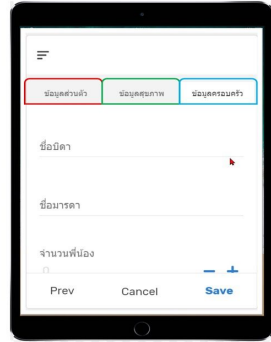 ข้อมูลส่วนตัว ข้อมูลสุขภาพ ข้อมูลครอบครัว
ชื่อบิดา
ชื่อมารดา
จำนวนพี่น้อง
0
Prev Cancel Save